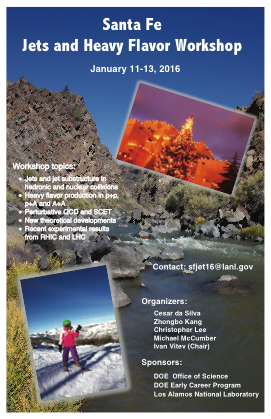 Santa Fe
Jets and Heavy Flavor Workshop
January 11-13, 2016
Workshop topics:
• Jets and jet substructure in
hadronic and nuclear collisions
• Heavy flavor production in p+p,
p+A and A+A
• Perturbative QCD and SCET
• New theoretical developments
• Recent experimental results
from RHIC and LHC
Contact: sfjet16@lanl.gov
Organizers:
Cesar da Silva
Zhongbo Kang
Christopher Lee
Michael McCumber
Ivan Vitev (Chair)
Sponsors:
DOE Office of Science
DOE Early Career Program
Los Alamos National Laboratory